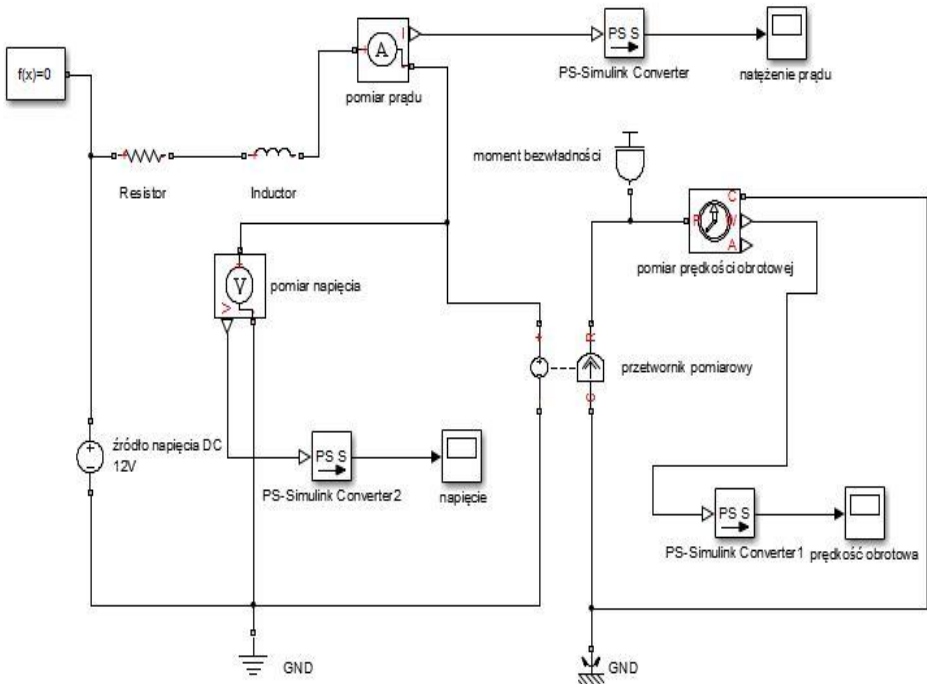 f(x)=0
A
I
pomiar prądu
PS S
PS-Simulink Converter
natężenie prądu
Resistor
Inductor
moment bezwładności
R
C
W
A
pomiar prędkości obrotowej
V
V
pomiar napięcia
R
C
przetwornik pomiarowy
źródło napięcia DC
12V
PS S
PS-Simulink Converter2
napięcie
PS S
PS-Simulink Converter1
prędkość obrotowa
GND
GND